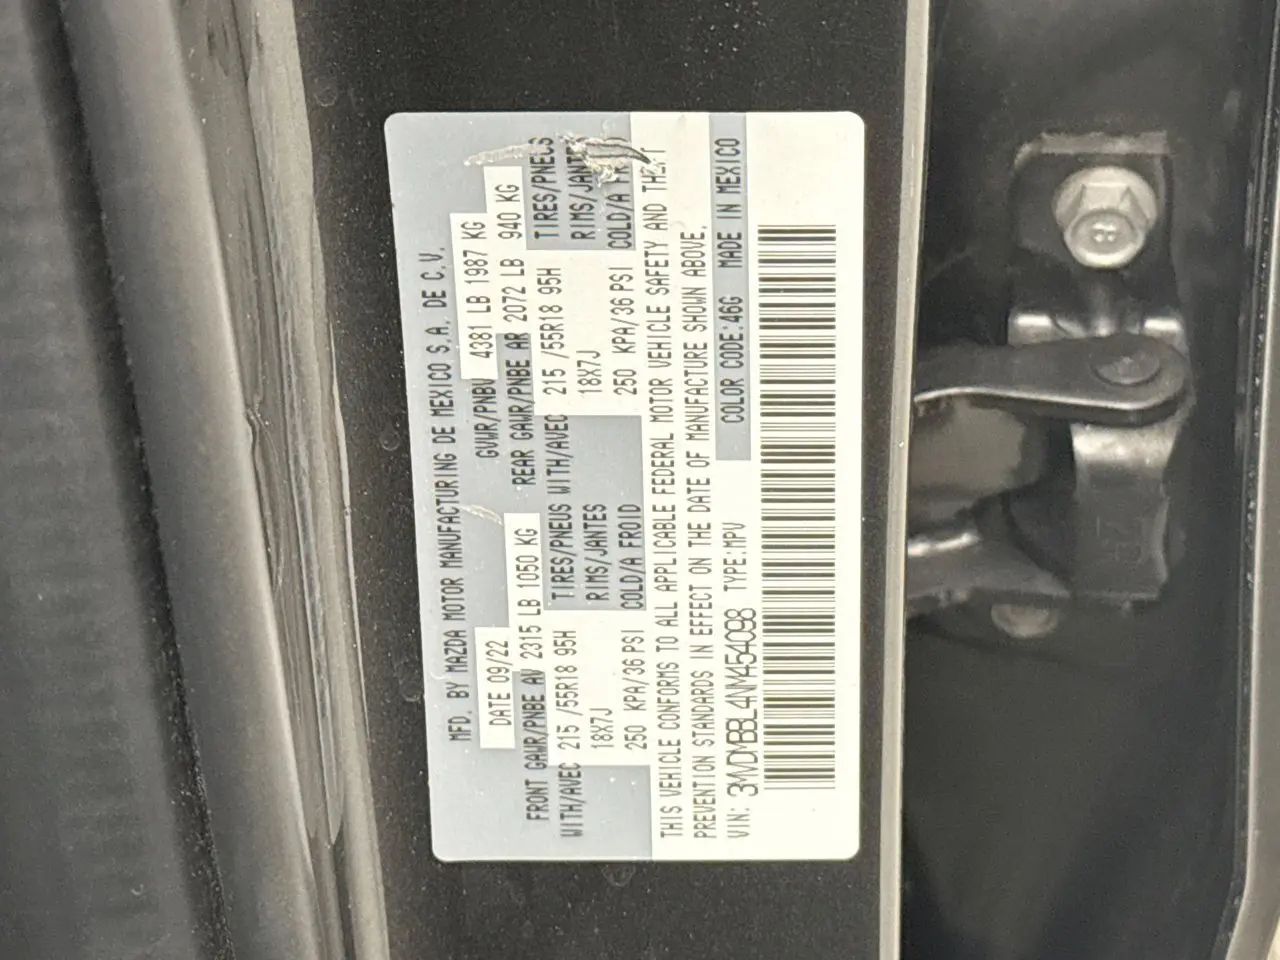 MFD. BY MAZDA MOTOR MANUFACTURING DE MEXICO S.A. DE C.V.
DATE 09/22 GVWR/PNBV 4381 LB 1987 KG
FRONT GAWR/PNBE AV 2315 LB 1050 KG REAR GAWR/PNBE AR 2072 LB 940 KG
WITH/AVEC 215 /55R18 95H TIRES/PNEUS WITH/AVEC 215 /55R18 95H TIRES/PNEUS
18X7J RIMS/JANTES 18X7J RIMS/JANTES
250 KPA/36 PSI COLD/A FROID 250 KPA/36 PSI COLD/A
THIS VEHICLE CONFORMS TO ALL APPLICABLE FEDERAL MOTOR VEHICLE SAFETY AND THEFT
PREVENTION STANDARDS IN EFFECT ON THE DATE OF MANUFACTURE SHOWN ABOVE.
VIN: 3MVDMBBL4NM454098 TYPE:MPV COLOR CODE:46G MADE IN MEXICO